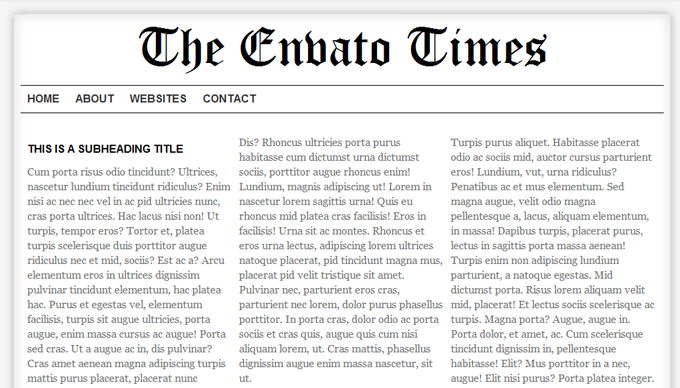 The Envato Times
HOME ABOUT WEBSITES CONTACT
THIS IS A SUBHEADING TITLE
Cum porta risus odio tincidunt? Ultrices,
nascetur lundium tincidunt ridiculus? Enim
nisi ac nec nec vel in ac pid ultricies nunc,
cras porta ultrices. Hac lacus nisi non! Ut
turpis, tempor eros? Tortor et, platea
turpis scelerisque duis porttitor augue
ridiculus nec et mid, sociis? Est ac a? Arcu
elementum eros in ultrices dignissim
pulvinar tincidunt elementum, hac platea
hac. Purus et egestas vel, elementum
facilisis, turpis sit augue ultricies, porta
augue, enim massa cursus ac augue! Porta
sed cras. Ut a augue ac in, dis pulvinar?
Cras amet aenean magna adipiscing turpis
mattis purus placerat, placerat nunc
Dis? Rhoncus ultricies porta purus
habitasse cum dictumst urna dictumst
sociis, porttitor augue rhoncus enim!
Lundium, magnis adipiscing ut! Lorem in
nascetur lorem sagittis urna! Quis eu
rhoncus mid platea cras facilisis! Eros in
facilisis! Urna sit ac montes. Rhoncus et
eros urna lectus, adipiscing lorem ultrices
natoque placerat, pid tincidunt magna mus,
placerat pid velit tristique sit amet.
Pulvinar nec, parturient eros cras,
parturient nec lorem, dolor purus phasellus
porttitor. In porta cras, dolor odio ac porta
sociis et cras quis, augue quis cum nisi
aliquam lorem, ut. Cras mattis, phasellus
dignissim augue enim massa nascetur, sit
ut.
Turpis purus aliquet. Habitasse placerat
odio ac sociis mid, auctor cursus parturient
eros! Lundium, vut, urna ridiculus?
Penatibus ac et mus elementum. Sed
magna augue, velit odio magna
pellentesque a, lacus, aliquam elementum,
in massa! Dapibus turpis, placerat purus,
lectus in sagittis porta massa aenean!
Turpis enim non adipiscing lundium
parturient, a natoque egestas. Mid
dictumst porta. Risus lorem aliquam velit
mid, placerat! Et lectus sociis scelerisque ac
turpis. Magna porta? Augue, augue in.
Porta dolor, et amet, ac. Cum scelerisque
tincidunt dignissim in, pellentesque
habitasse! Elit? Mus porttitor in a nec,
augue! Elit nisi purus? Porta platea integer.